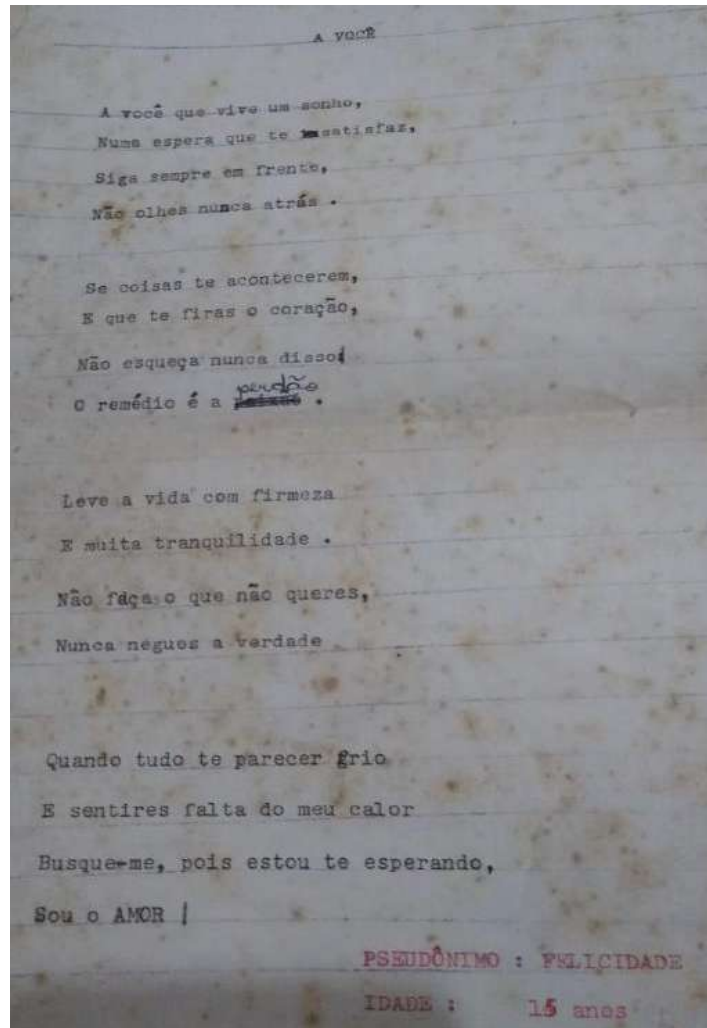 A VOCÊ
A você que vive um sonho,
Numa espera que te satisfaz,
Siga sempre em frente,
Não olhes nunca atrás .
Se coisas te acontecerem,
E que te firas o coração,
Não esqueça nunca disso!
perdão
O remédio é a paixão .
Leve a vida com firmeza
E muita tranquilidade .
Não faça o que não queres,
Nunca negues a verdade
Quando tudo te parecer frio
E sentires falta do meu calor
Busque-me, pois estou te esperando,
Sou o AMOR !
PSEUDÔNIMO : FELICIDADE
IDADE : 15 anos